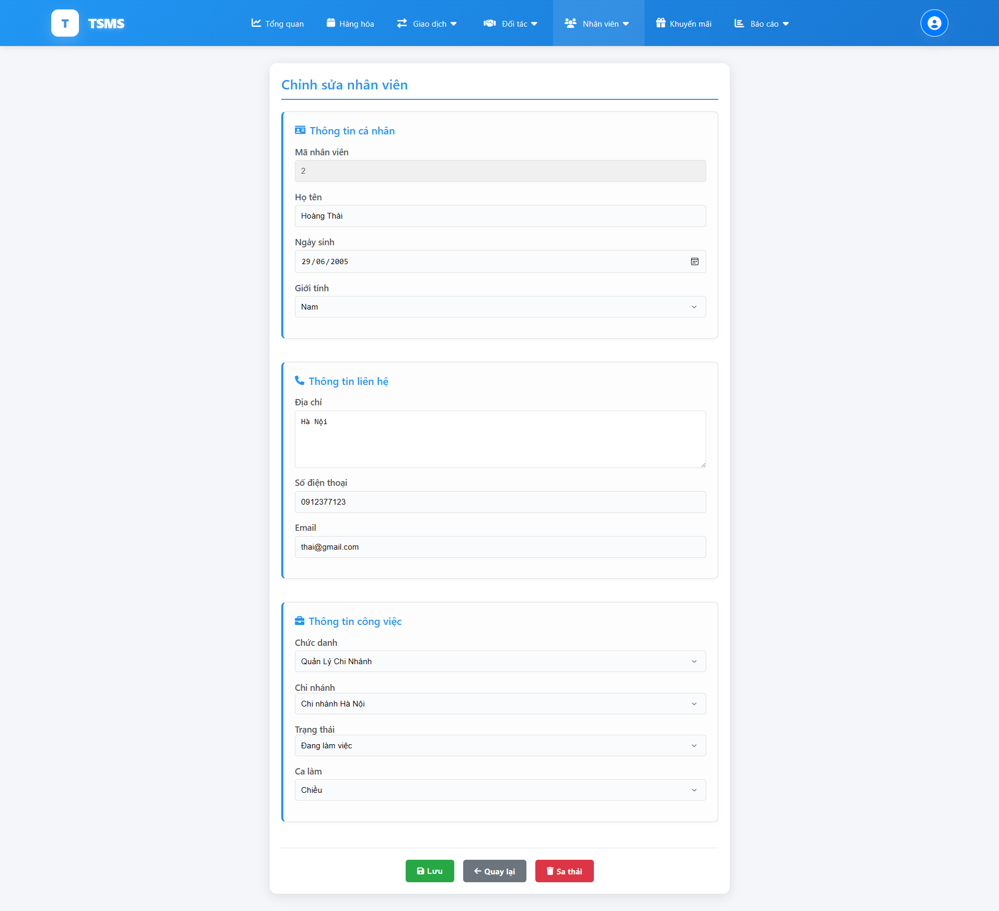 T TSMS Tổng quan Hàng hóa Giao dịch Đối tác Nhân viên Khuyến mãi Báo cáo
Chỉnh sửa nhân viên
Thông tin cá nhân
Mã nhân viên
2
Họ tên
Hoàng Thái
Ngày sinh
29/06/2005
Giới tính
Nam
Thông tin liên hệ
Địa chỉ
Hà Nội
Số điện thoại
0912377123
Email
thai@gmail.com
Thông tin công việc
Chức danh
Quản Lý Chi Nhánh
Chi nhánh
Chi nhánh Hà Nội
Trạng thái
Đang làm việc
Ca làm
Chiều
Lưu Quay lại Sa thải